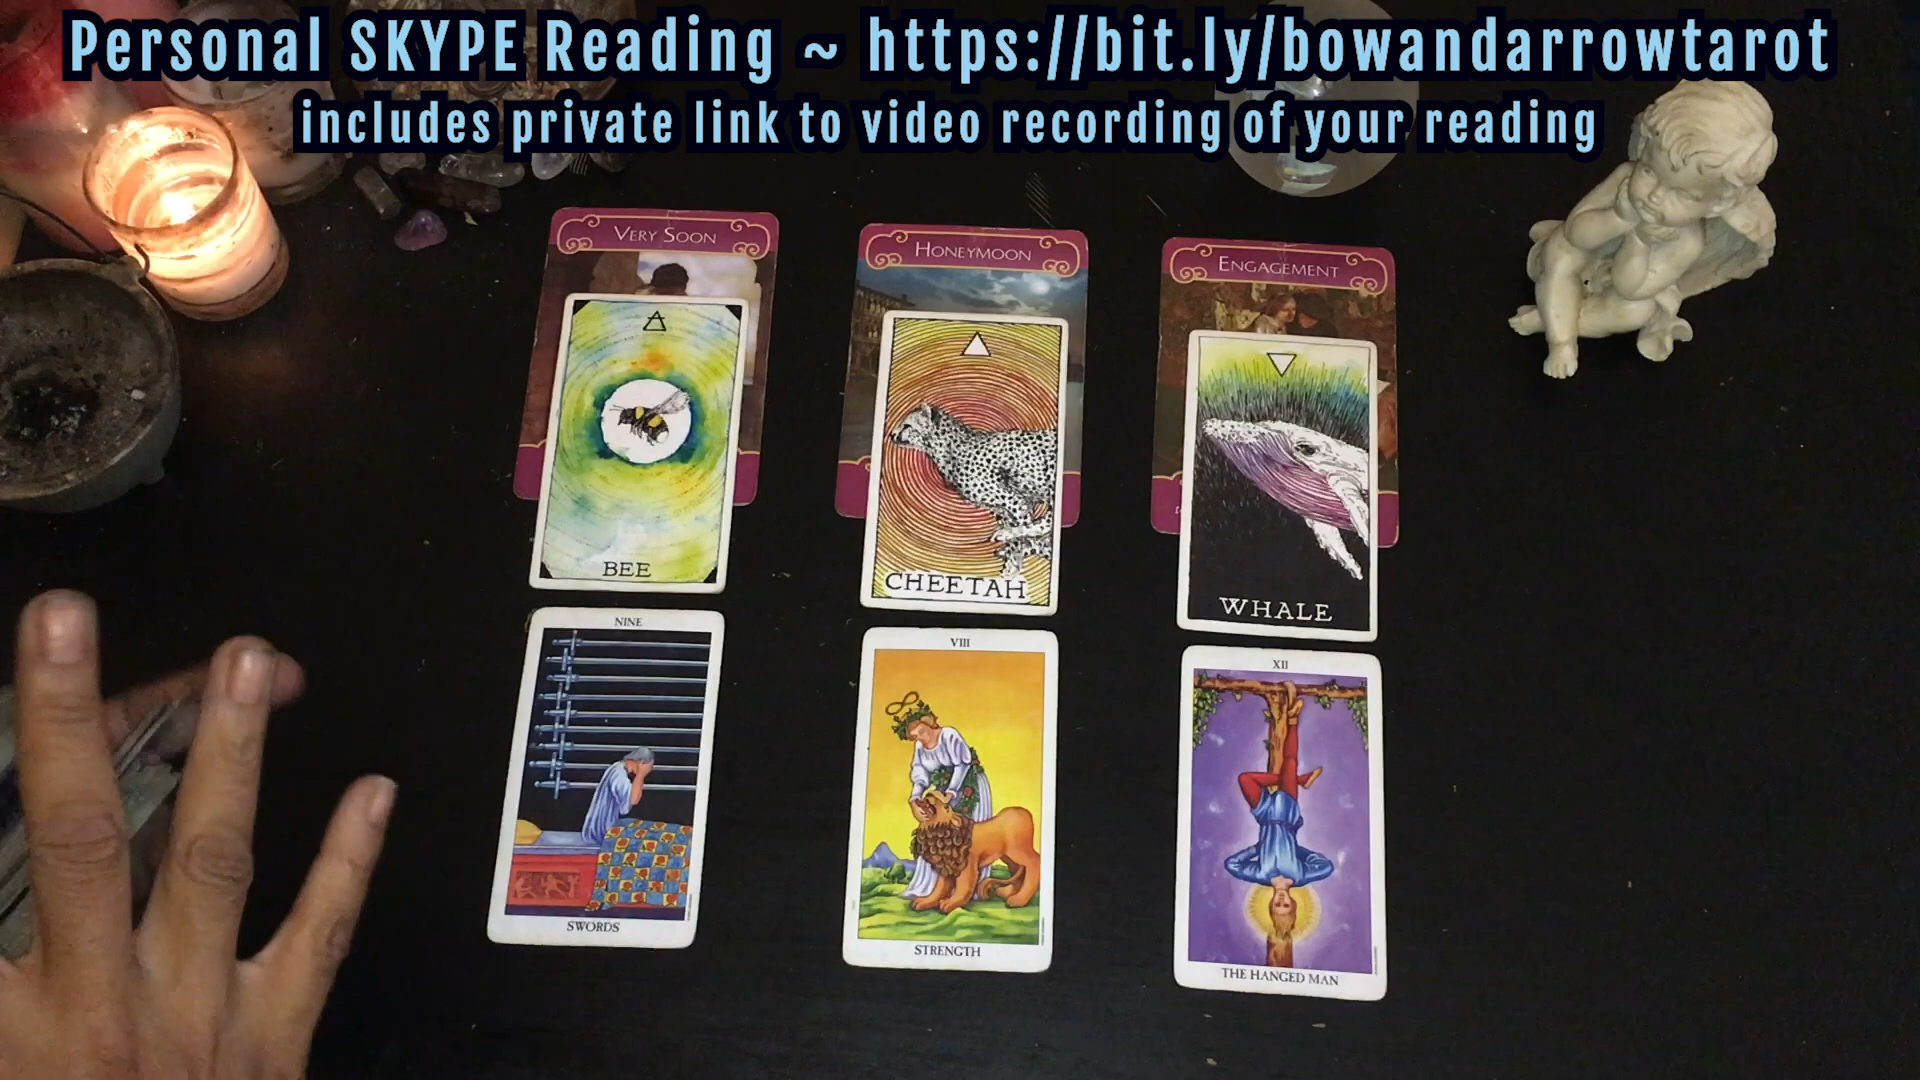 Personal SKYPE Reading ~ https://bit.ly/bowandarrowtarot
includes private link to video recording of your reading
VERY SOON
HONEYMOON
ENGAGEMENT
BEE
CHEETAH
WHALE
NINE
SWORDS
VIII
STRENGTH
XII
THE HANGED MAN